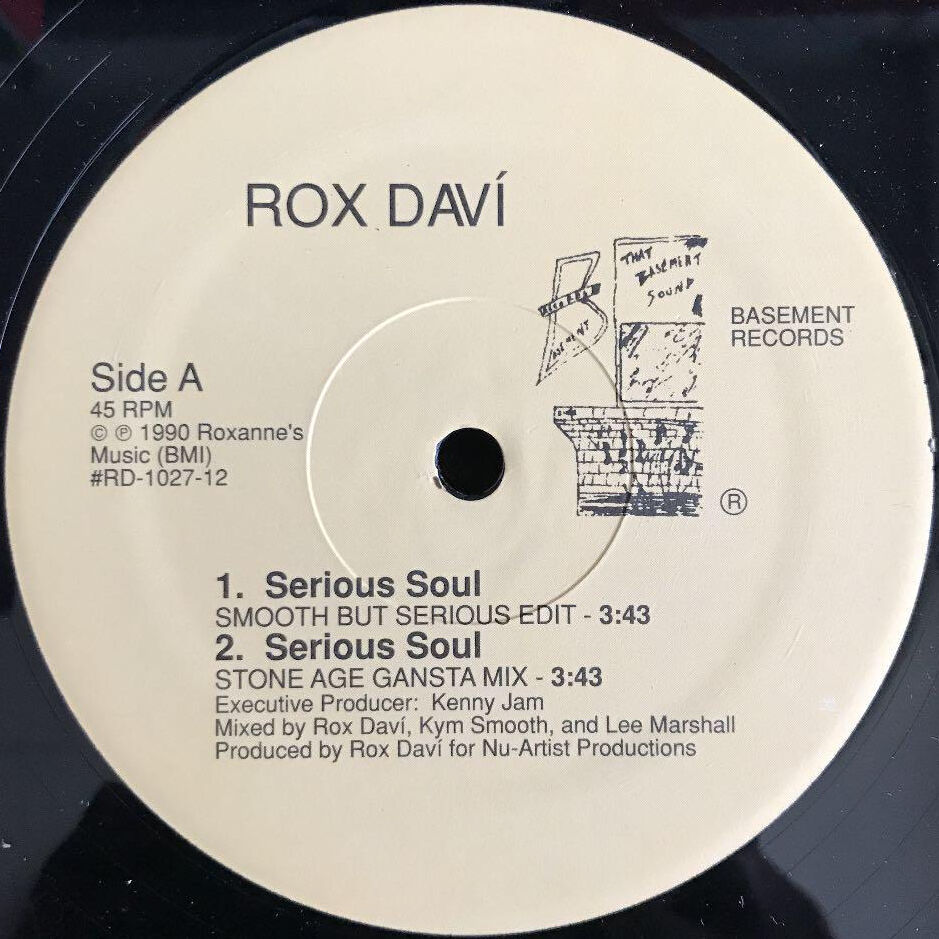 ROX DAVÍ
THAT
BASEMENT
SOUND
BASEMENT
RECORDS
Side A
45 RPM
© ℗ 1990 Roxanne's
Music (BMI)
#RD-1027-12
®
1. Serious Soul
SMOOTH BUT SERIOUS EDIT - 3:43
2. Serious Soul
STONE AGE GANSTA MIX - 3:43
Executive Producer: Kenny Jam
Mixed by Rox Daví, Kym Smooth, and Lee Marshall
Produced by Rox Daví for Nu-Artist Productions